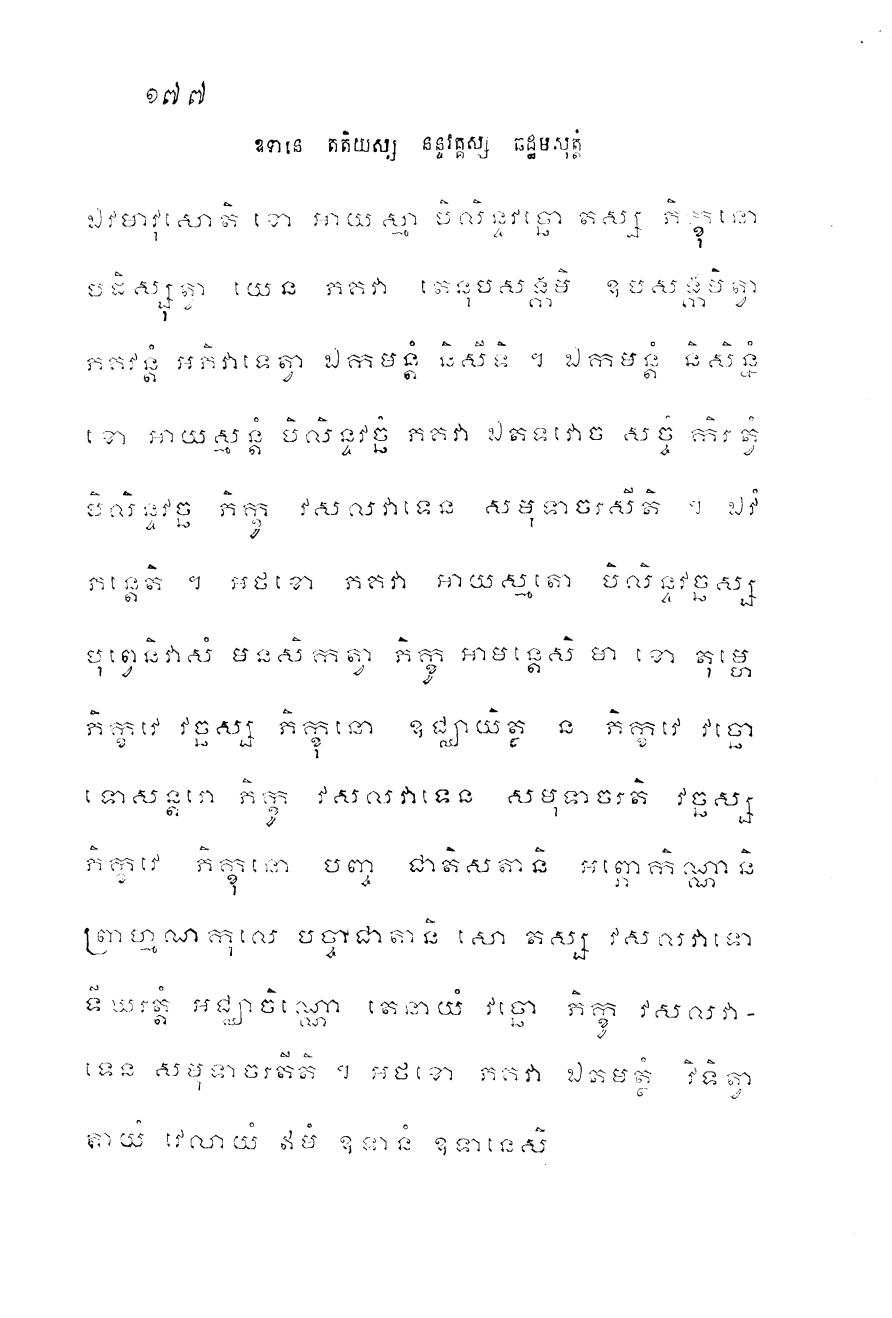 ១៧៧
ឧទានេ តតិយស្ស នន្ទវគ្គស្ស ឆដ្ឋមសុត្តំ
ឯវមាវុសោតិ ខោ អាយស្មា បិលិន្ទវច្ឆោ តស្ស ភិក្ខុនោ
បដិស្សុត្វា យេន ភគវា តេនុបសង្កមិ ឧបសង្កមិត្វា
ភគវន្តំ អភិវាទេត្វា ឯកមន្តំ និសីទិ ។ ឯកមន្តំ និសិន្នំ
ខោ អាយស្មន្តំ បិលិន្ទវច្ឆំ ភគវា ឯតទវោច សច្ចំ កិរ ត្វំ
បិលិន្ទវច្ឆ ភិក្ខូ វសលវាទេន សមុទាចរសីតិ ។ ឯវំ
ភន្តេតិ ។ អថខោ ភគវា អាយស្មតោ បិលិន្ទវច្ឆស្ស
បុព្វេនិវាសំ មនសិកត្វា ភិក្ខូ អាមន្តេសិ មា ខោ តុម្ហេ
ភិក្ខវេ វច្ឆស្ស ភិក្ខុនោ ឧជ្ឈាយិត្ថ ន ភិក្ខវេ វច្ឆោ
ទោសន្តរោ ភិក្ខូ វសលវាទេន សមុទាចរតិ វច្ឆស្ស
ភិក្ខវេ ភិក្ខុនោ បញ្ច ជាតិសតានិ អព្ភោកិណ្ណានិ
ព្រាហ្មណកុលេ បច្ចាជាតានិ សោ តស្ស វសលវាទោ
ទីឃរត្តំ អជ្ឈាចិណ្ណោ តេនាយំ វច្ឆោ ភិក្ខូ វសលវា-
ទេន សមុទាចរតីតិ ។ អថខោ ភគវា ឯតមត្ថំ វិទិត្វា
តាយំ វេលាយំ ឥមំ ឧទានំ ឧទានេសិ